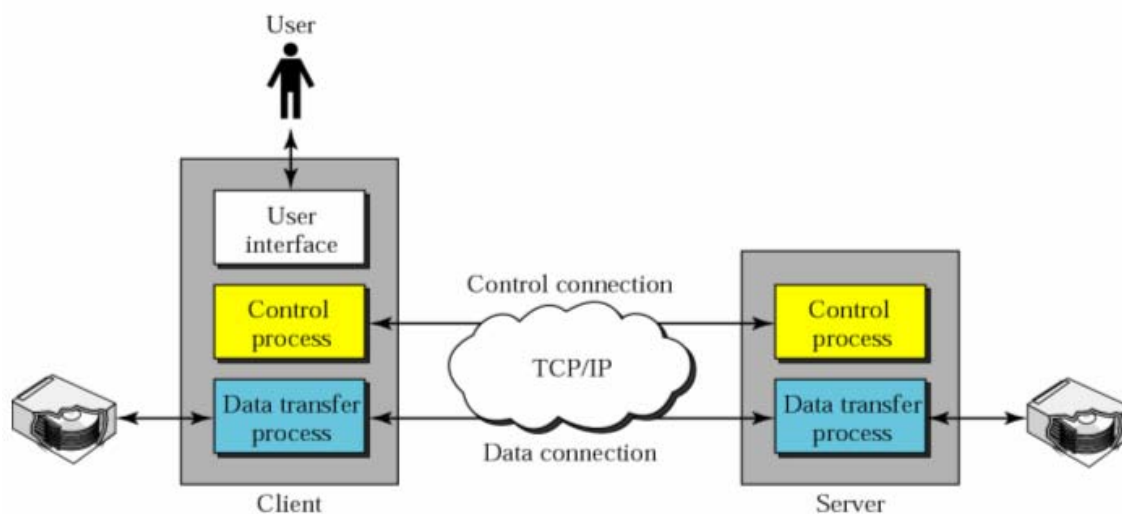 User
User
interface
Control connection
Control
process
Control
process
TCP/IP
Data transfer
process
Data transfer
process
Data connection
Client
Server